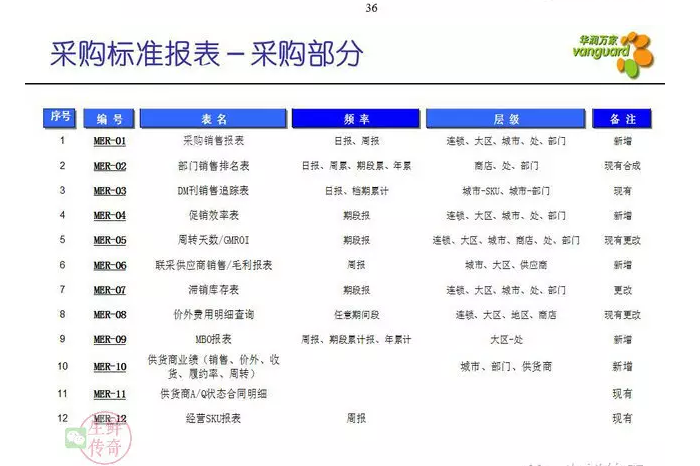 36
采购标准报表－采购部分
华润万家
vanguard
序号 编号 表名 频率 层级 备注
1 MER-01 采购销售报表 日报、周报 连锁、大区、城市、处、部门 新增
2 MER-02 部门销售排名表 日报、周累、期段累、年累 商店、处、部门 现有合成
3 MER-03 DM刊销售追踪表 日报、档期累计 城市-SKU、城市-部门 现有
4 MER-04 促销效率表 期段报 连锁、大区、城市、处、部门 新增
5 MER-05 周转天数/GMROI 期段报 连锁、大区、城市、商店、处、部门 现有更改
6 MER-06 联采供应商销售/毛利报表 周报 城市、大区、供应商 新增
7 MER-07 滞销库存表 期段报 连锁、大区、城市、处、部门 更改
8 MER-08 价外费用明细查询 任意期间段 连锁、大区、地区、商店 现有更改
9 MER-09 MBO报表 周报、期段累计报、年累计 大区-处 新增
10 MER-10 供货商业绩（销售、价外、收 城市、部门、供货商 新增
货、履约率、周转）
11 MER-11 供货商A/Q状态合同明细 现有
12 MER-12 经营SKU报表 周报 现有
生鲜
传奇